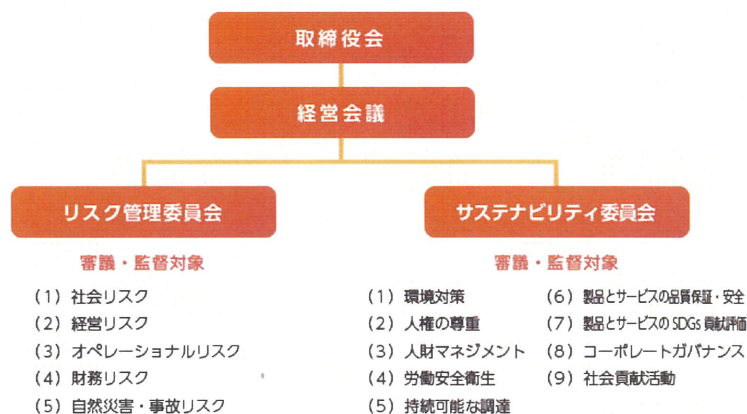 取締役会
経営会議
リスク管理委員会
審議・監督対象
(1) 社会リスク
(2) 経営リスク
(3) オペレーショナルリスク
(4) 財務リスク
(5) 自然災害・事故リスク
サステナビリティ委員会
審議・監督対象
(1) 環境対策
(2) 人権の尊重
(3) 人財マネジメント
(4) 労働安全衛生
(5) 持続可能な調達
(6) 製品とサービスの品質保証・安全
(7) 製品とサービスの SDGs 貢献評価
(8) コーポレートガバナンス
(9) 社会貢献活動